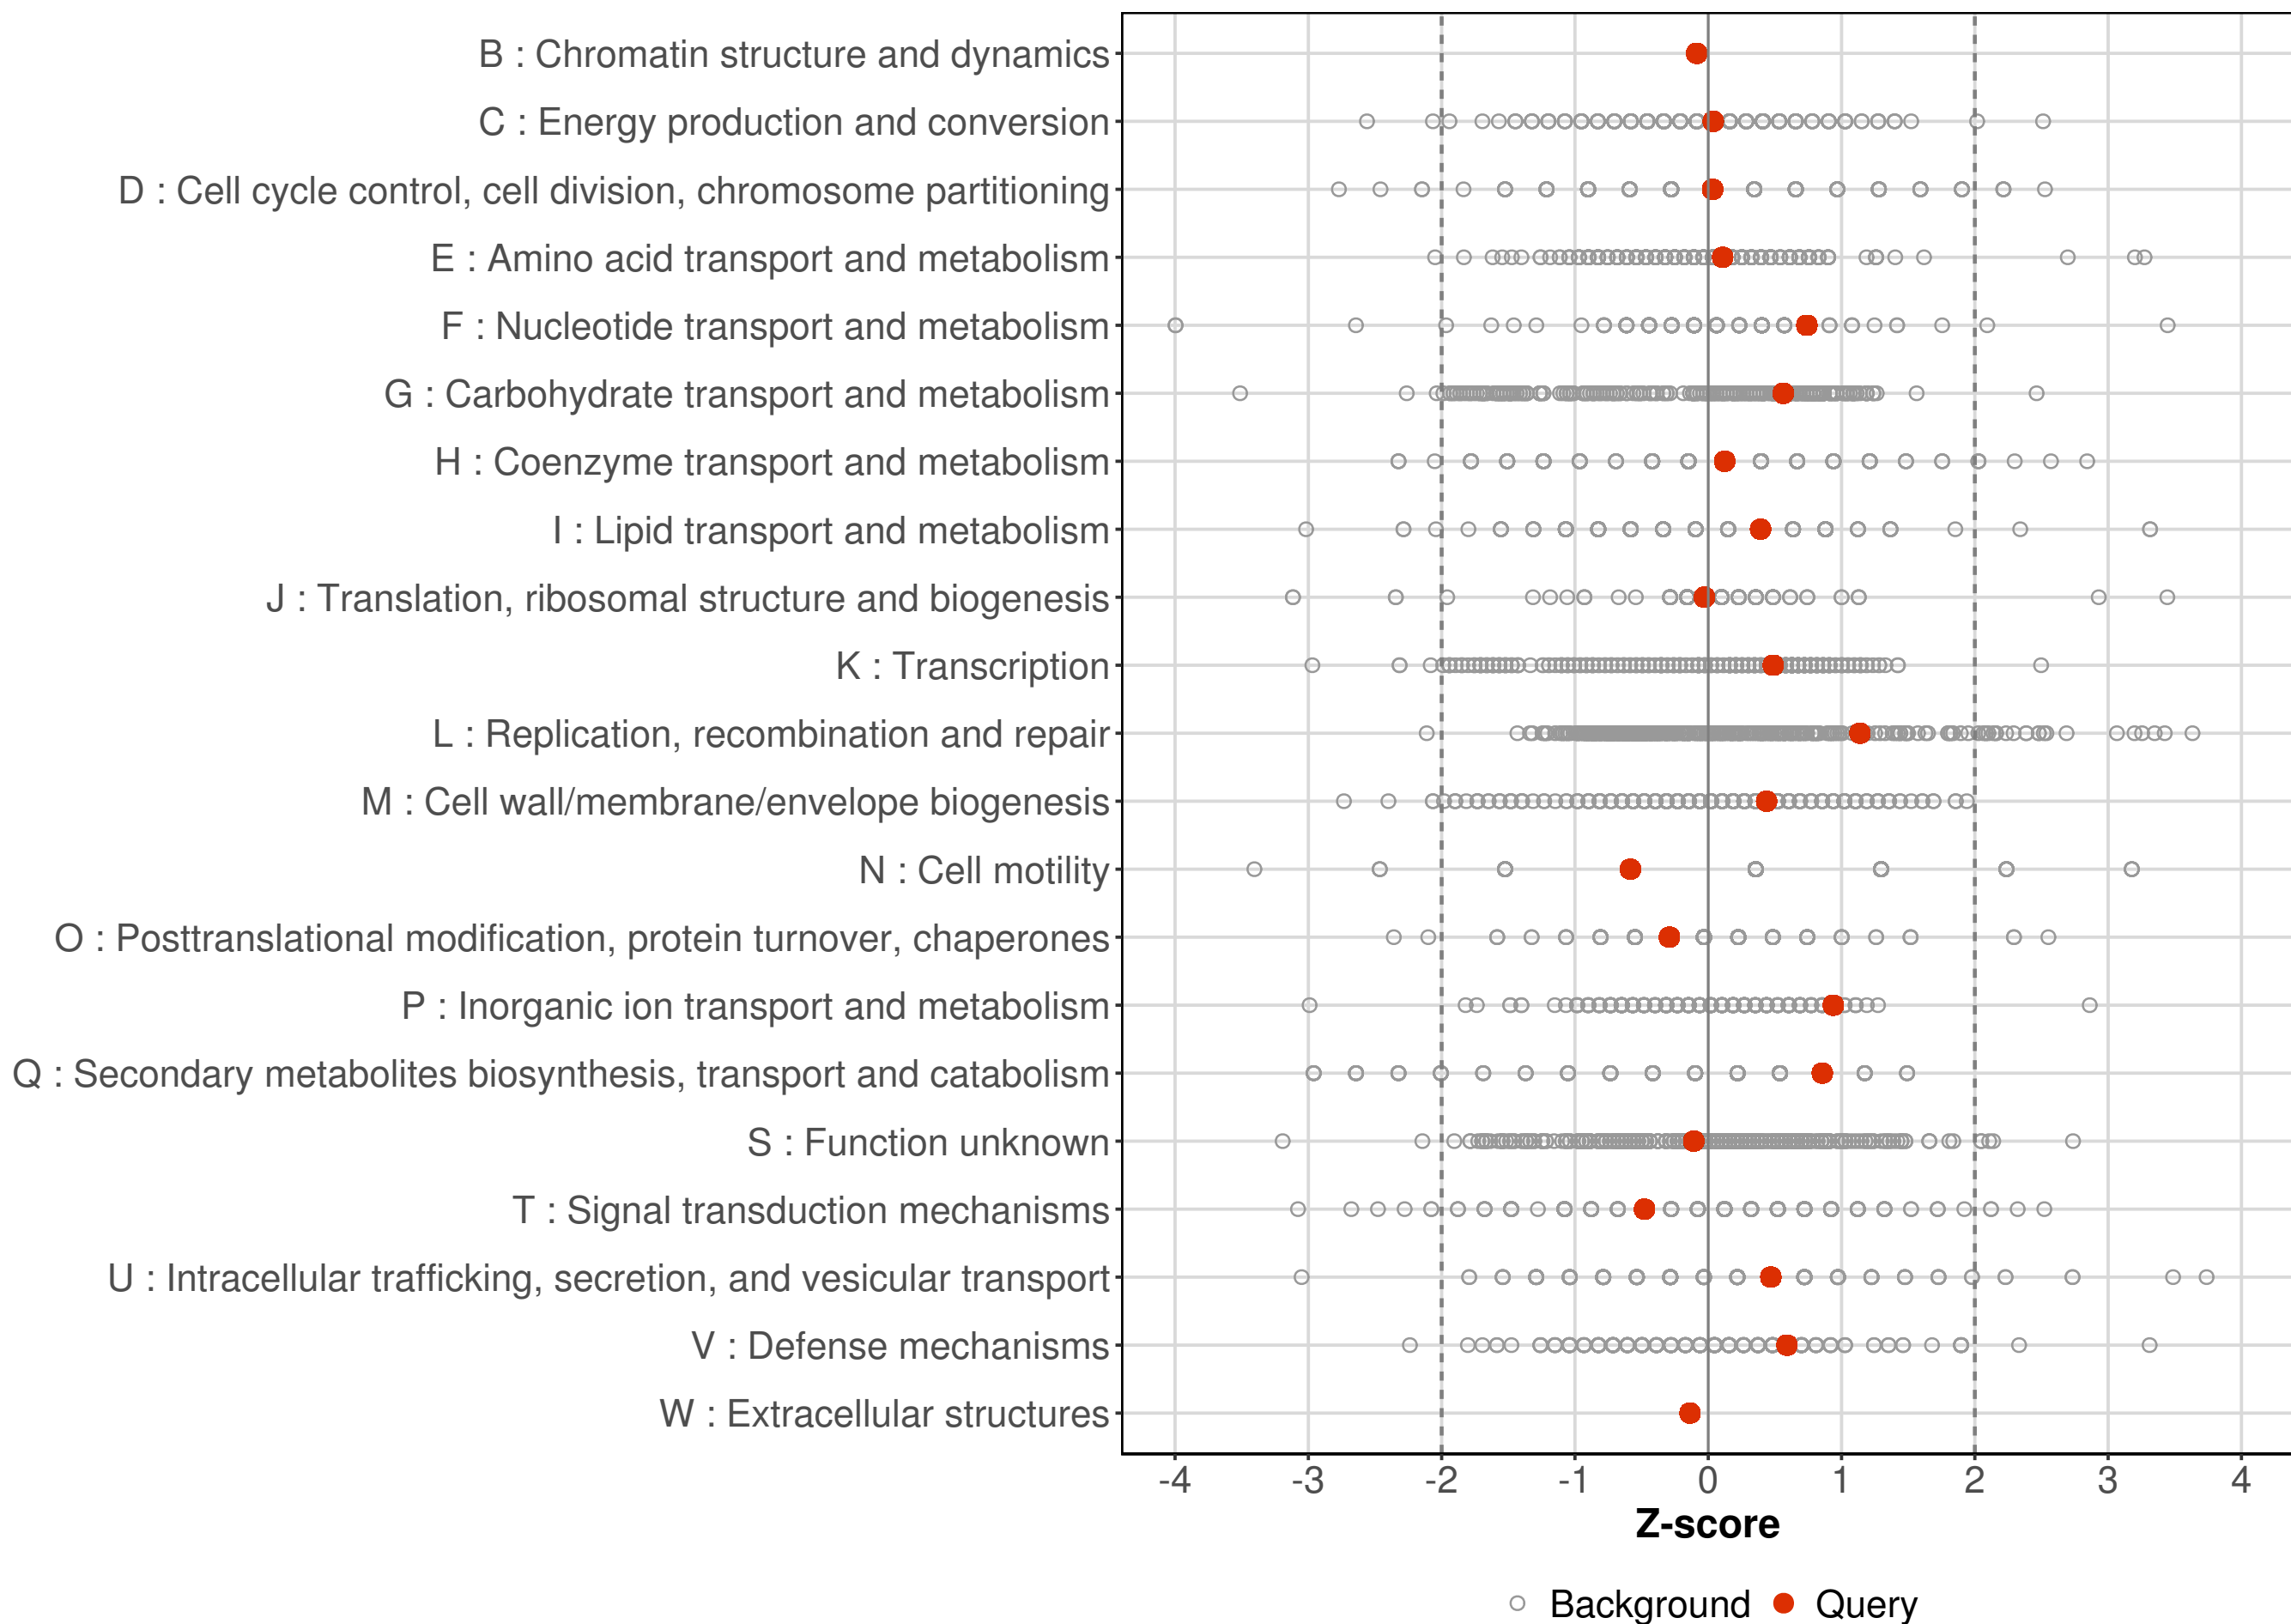 B : Chromatin structure and dynamics
C : Energy production and conversion
D : Cell cycle control, cell division, chromosome partitioning
E : Amino acid transport and metabolism
F : Nucleotide transport and metabolism
G : Carbohydrate transport and metabolism
H : Coenzyme transport and metabolism
I : Lipid transport and metabolism
J : Translation, ribosomal structure and biogenesis
K : Transcription
L : Replication, recombination and repair
M : Cell wall/membrane/envelope biogenesis
N : Cell motility
O : Posttranslational modification, protein turnover, chaperones
P : Inorganic ion transport and metabolism
Q : Secondary metabolites biosynthesis, transport and catabolism
S : Function unknown
T : Signal transduction mechanisms
U : Intracellular trafficking, secretion, and vesicular transport
V : Defense mechanisms
W : Extracellular structures
-4 -3 -2 -1 0 1 2 3 4
Z-score
Background Query